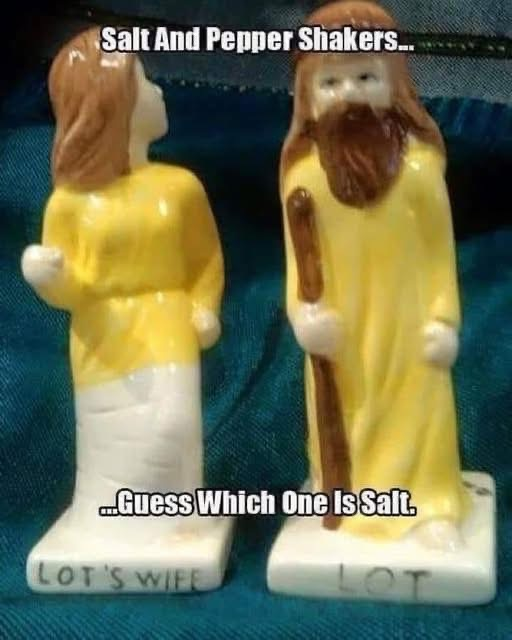 Salt And Pepper Shakers...
...Guess Which One Is Salt.
LOT'S WIFE
LOT